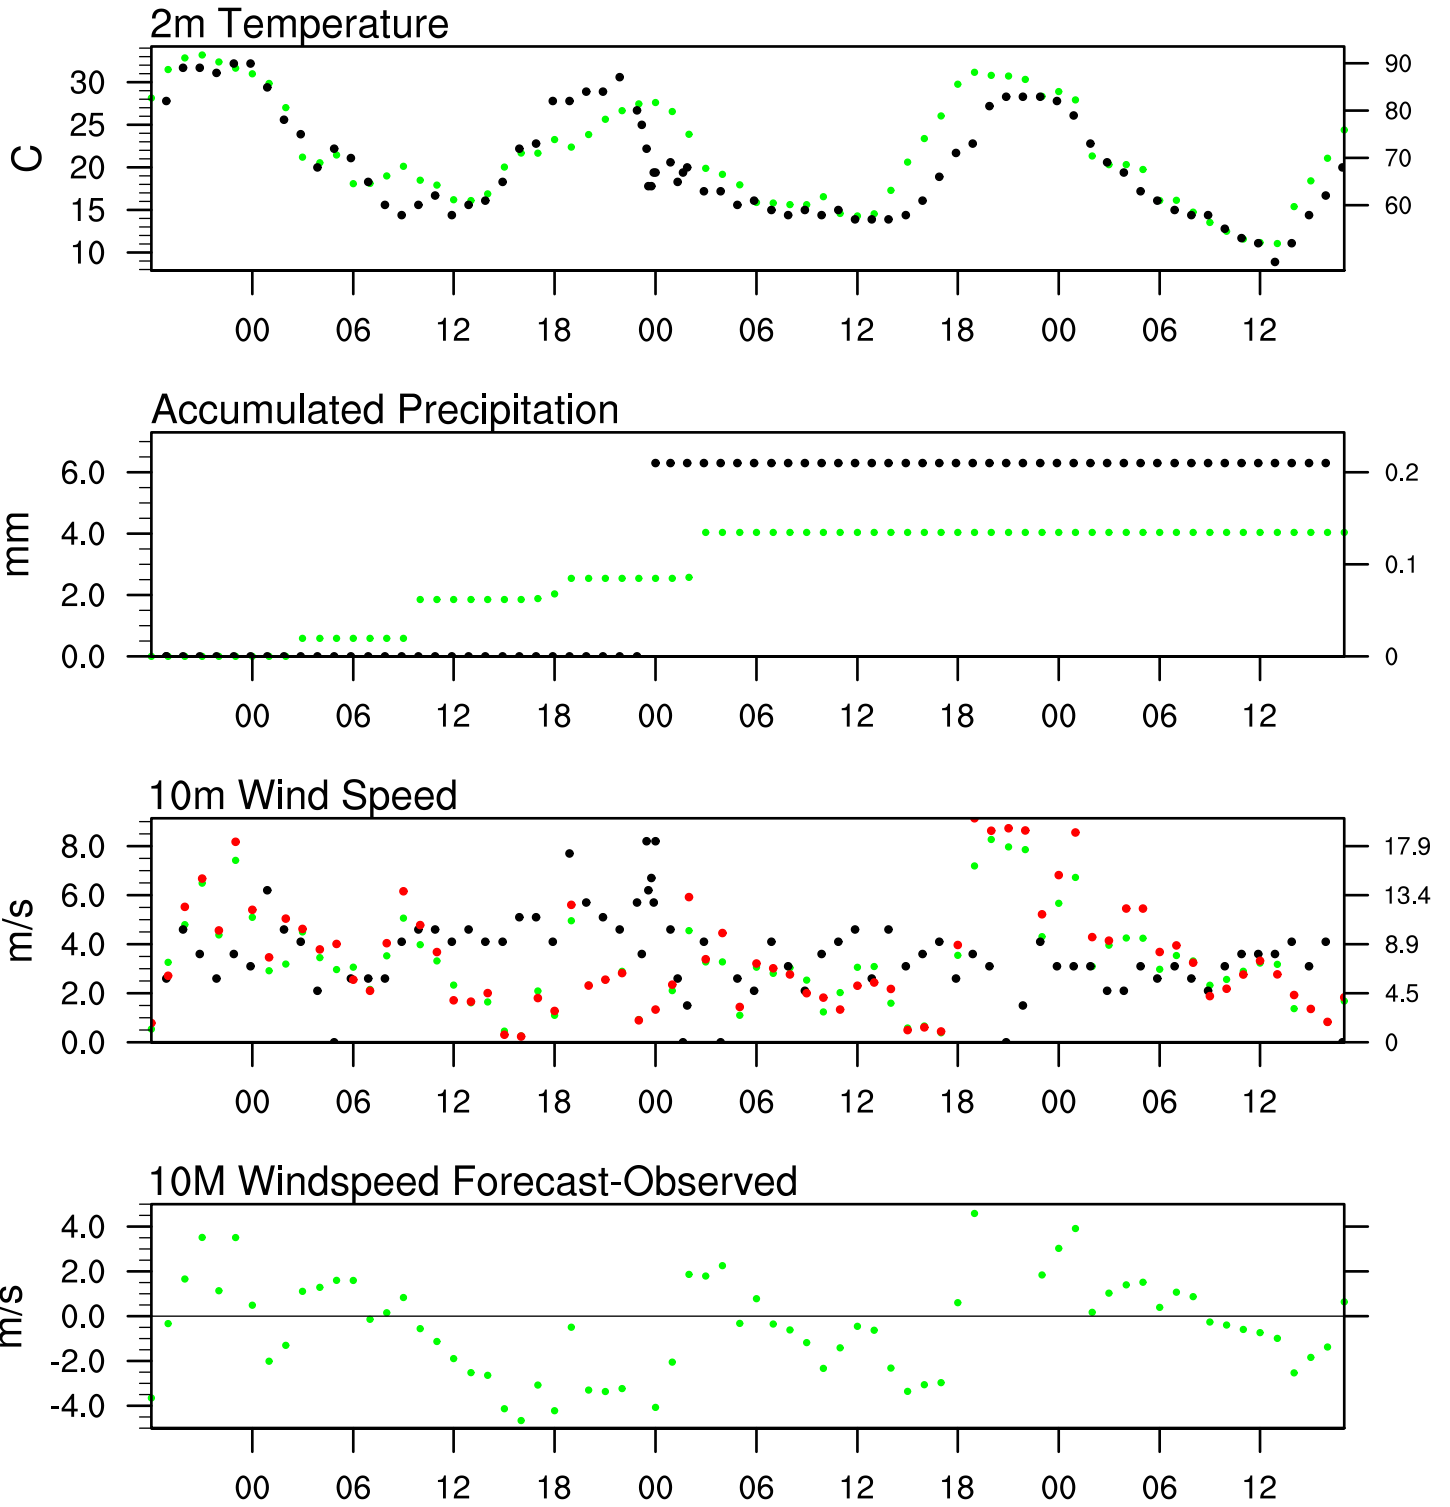 2m Temperature
30
25
20
15
10
C
90
80
70
60
00 06 12 18 00 06 12 18 00 06 12
Accumulated Precipitation
6.0
4.0
2.0
0.0
mm
0.2
0.1
0
00 06 12 18 00 06 12 18 00 06 12
10m Wind Speed
8.0
6.0
4.0
2.0
0.0
m/s
17.9
13.4
8.9
4.5
0
00 06 12 18 00 06 12 18 00 06 12
10M Windspeed Forecast-Observed
4.0
2.0
0.0
-2.0
-4.0
m/s
00 06 12 18 00 06 12 18 00 06 12